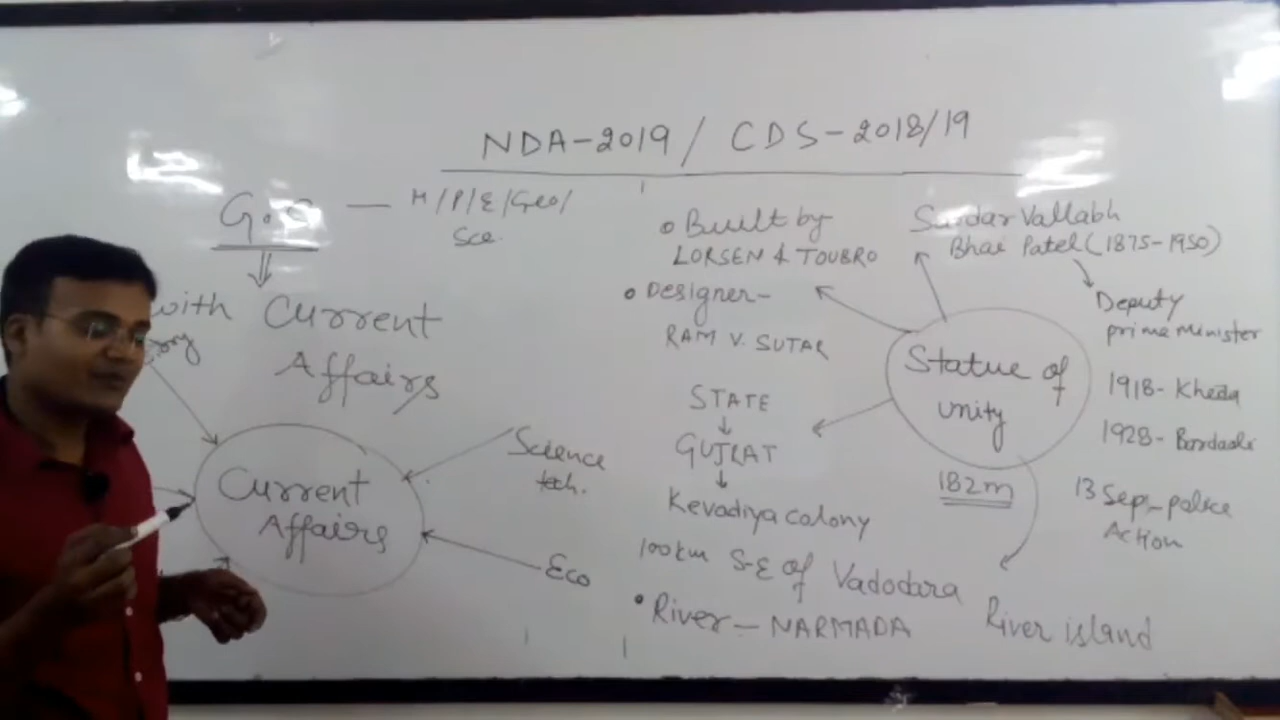 NDA-2019 / CDS-2018/19
G.S — H/P/E/Geo/
Sce.
with Current
Affairs
Current
Affairs
Science
tech.
Eco
• Built by
LORSEN & TOUBRO
• Designer-
RAM V. SUTAR
STATE
GUJRAT
Kevadiya colony
100km S-E of Vadodara
• River - NARMADA
Sardar Vallabh
Bhai Patel (1875-1950)
Deputy
prime Minister
1918- Kheda
1928- Bardaoli
13 Sep - police
Action
Statue of
unity
182m
River island